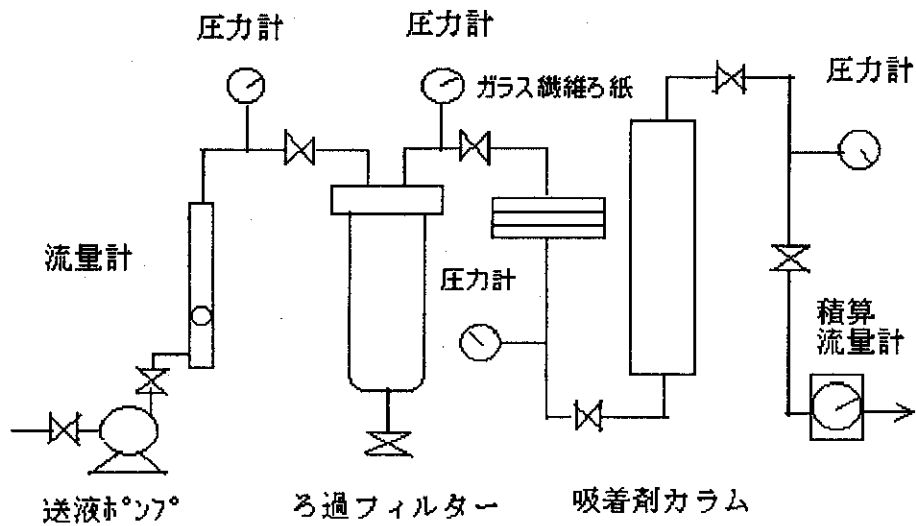 圧力計
圧力計
圧力計
ガラス繊維ろ紙
流量計
圧力計
積算
流量計
送液ﾎﾟﾝﾌﾟ
ろ過フィルター
吸着剤カラム